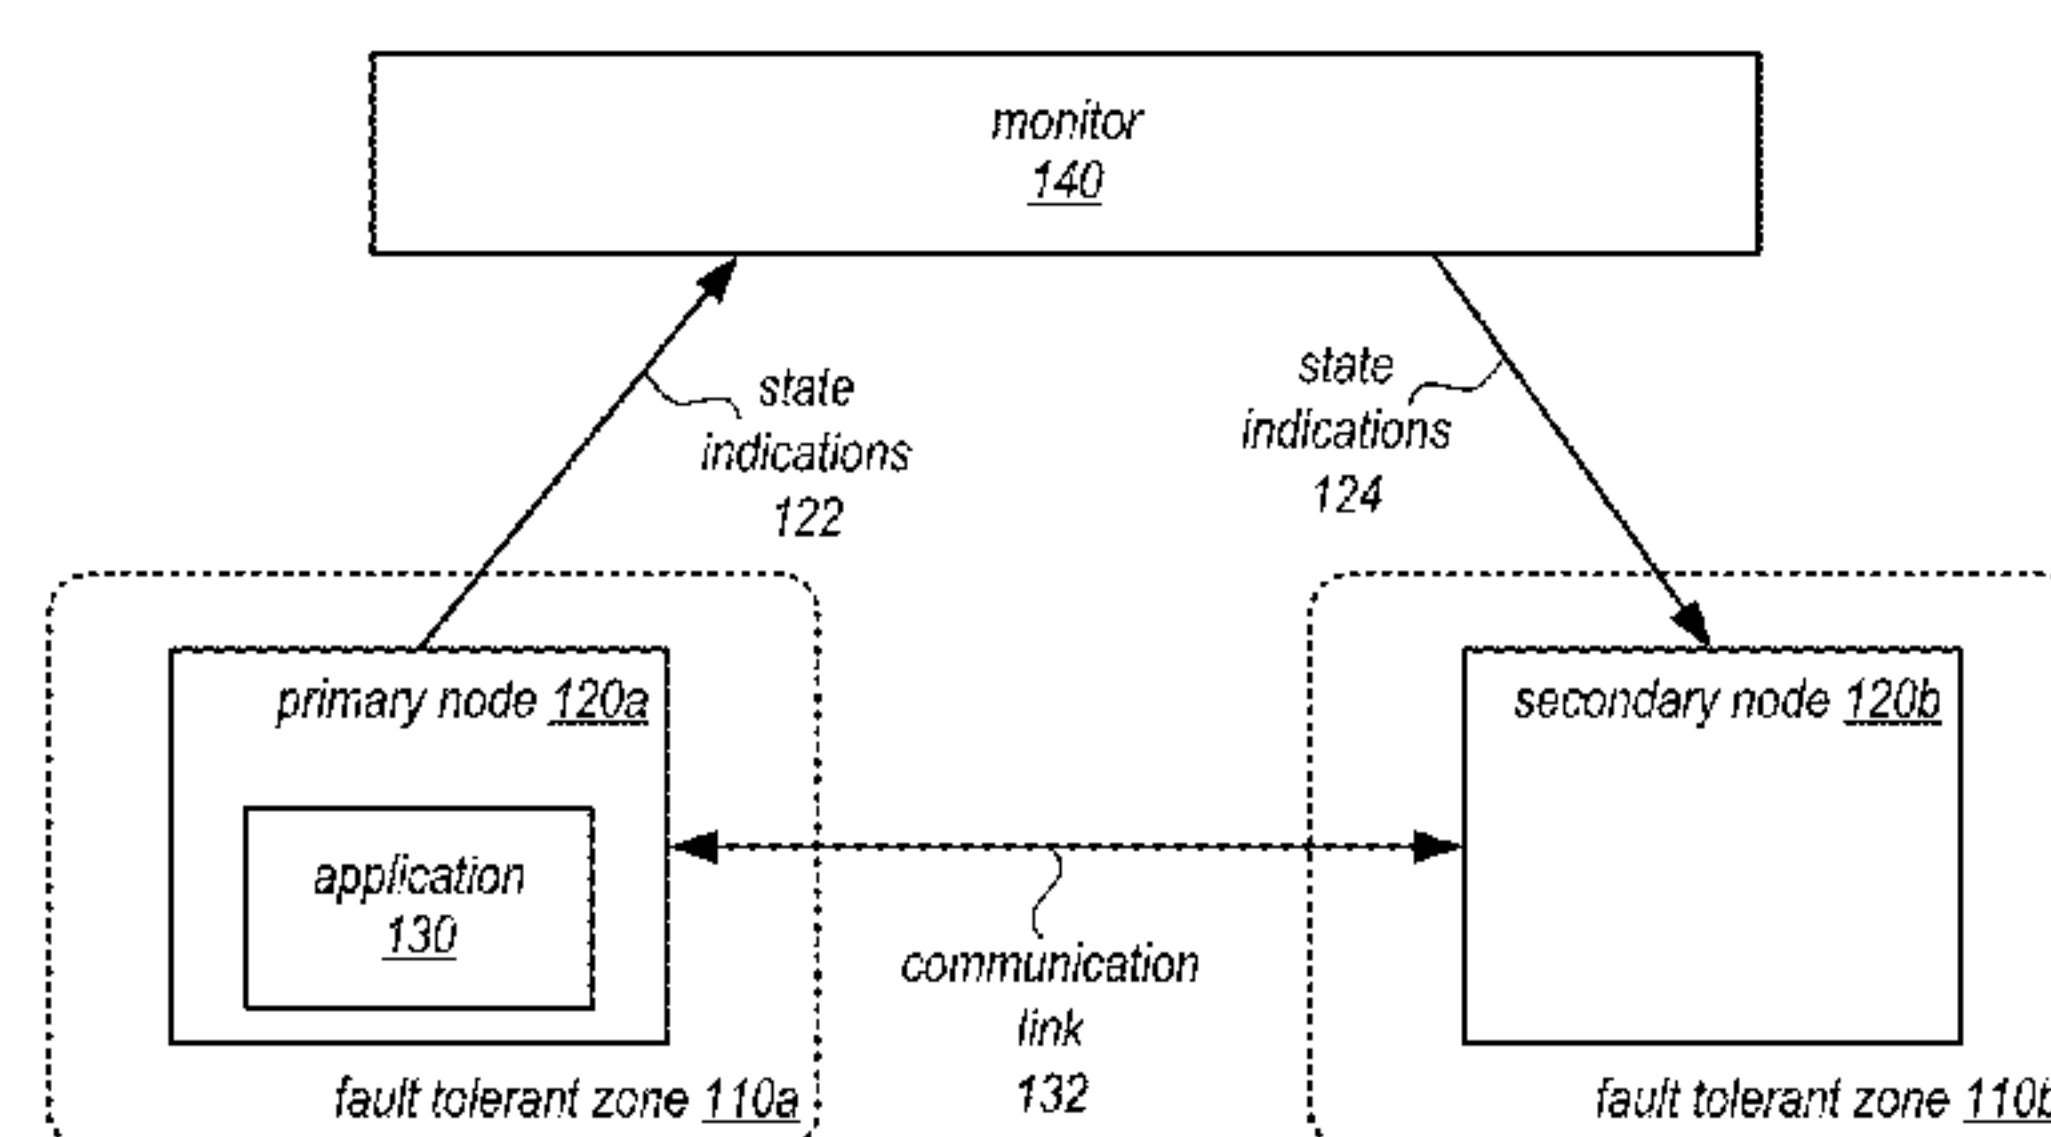 monitor
140
state
indications
122
state
indications
124
primary node 120a
secondary node 120b
application
130
communication
link
132
fault tolerant zone 110a
fault tolerant zone 110b